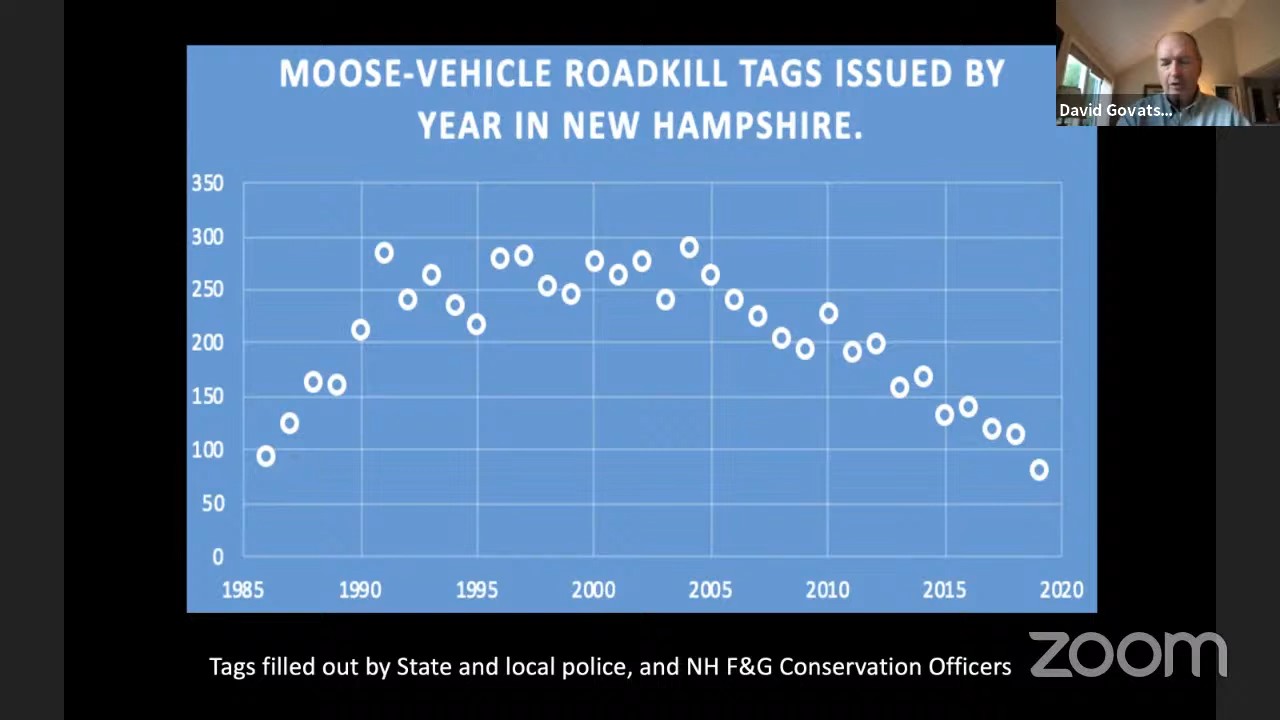 MOOSE-VEHICLE ROADKILL TAGS ISSUED BY
YEAR IN NEW HAMPSHIRE.
David Govats...
350
300
250
200
150
100
50
0
1985 1990 1995 2000 2005 2010 2015 2020
Tags filled out by State and local police, and NH F&G Conservation Officers
zoom